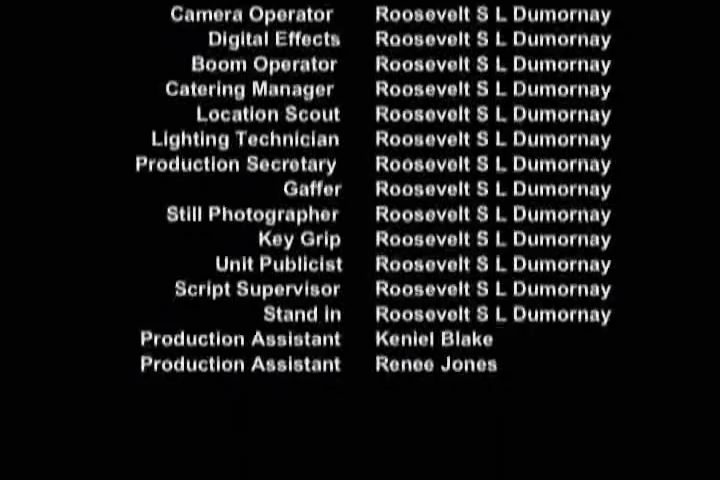 Camera Operator Roosevelt S L Dumornay
Digital Effects Roosevelt S L Dumornay
Boom Operator Roosevelt S L Dumornay
Catering Manager Roosevelt S L Dumornay
Location Scout Roosevelt S L Dumornay
Lighting Technician Roosevelt S L Dumornay
Production Secretary Roosevelt S L Dumornay
Gaffer Roosevelt S L Dumornay
Still Photographer Roosevelt S L Dumornay
Key Grip Roosevelt S L Dumornay
Unit Publicist Roosevelt S L Dumornay
Script Supervisor Roosevelt S L Dumornay
Stand in Roosevelt S L Dumornay
Production Assistant Keniel Blake
Production Assistant Renee Jones